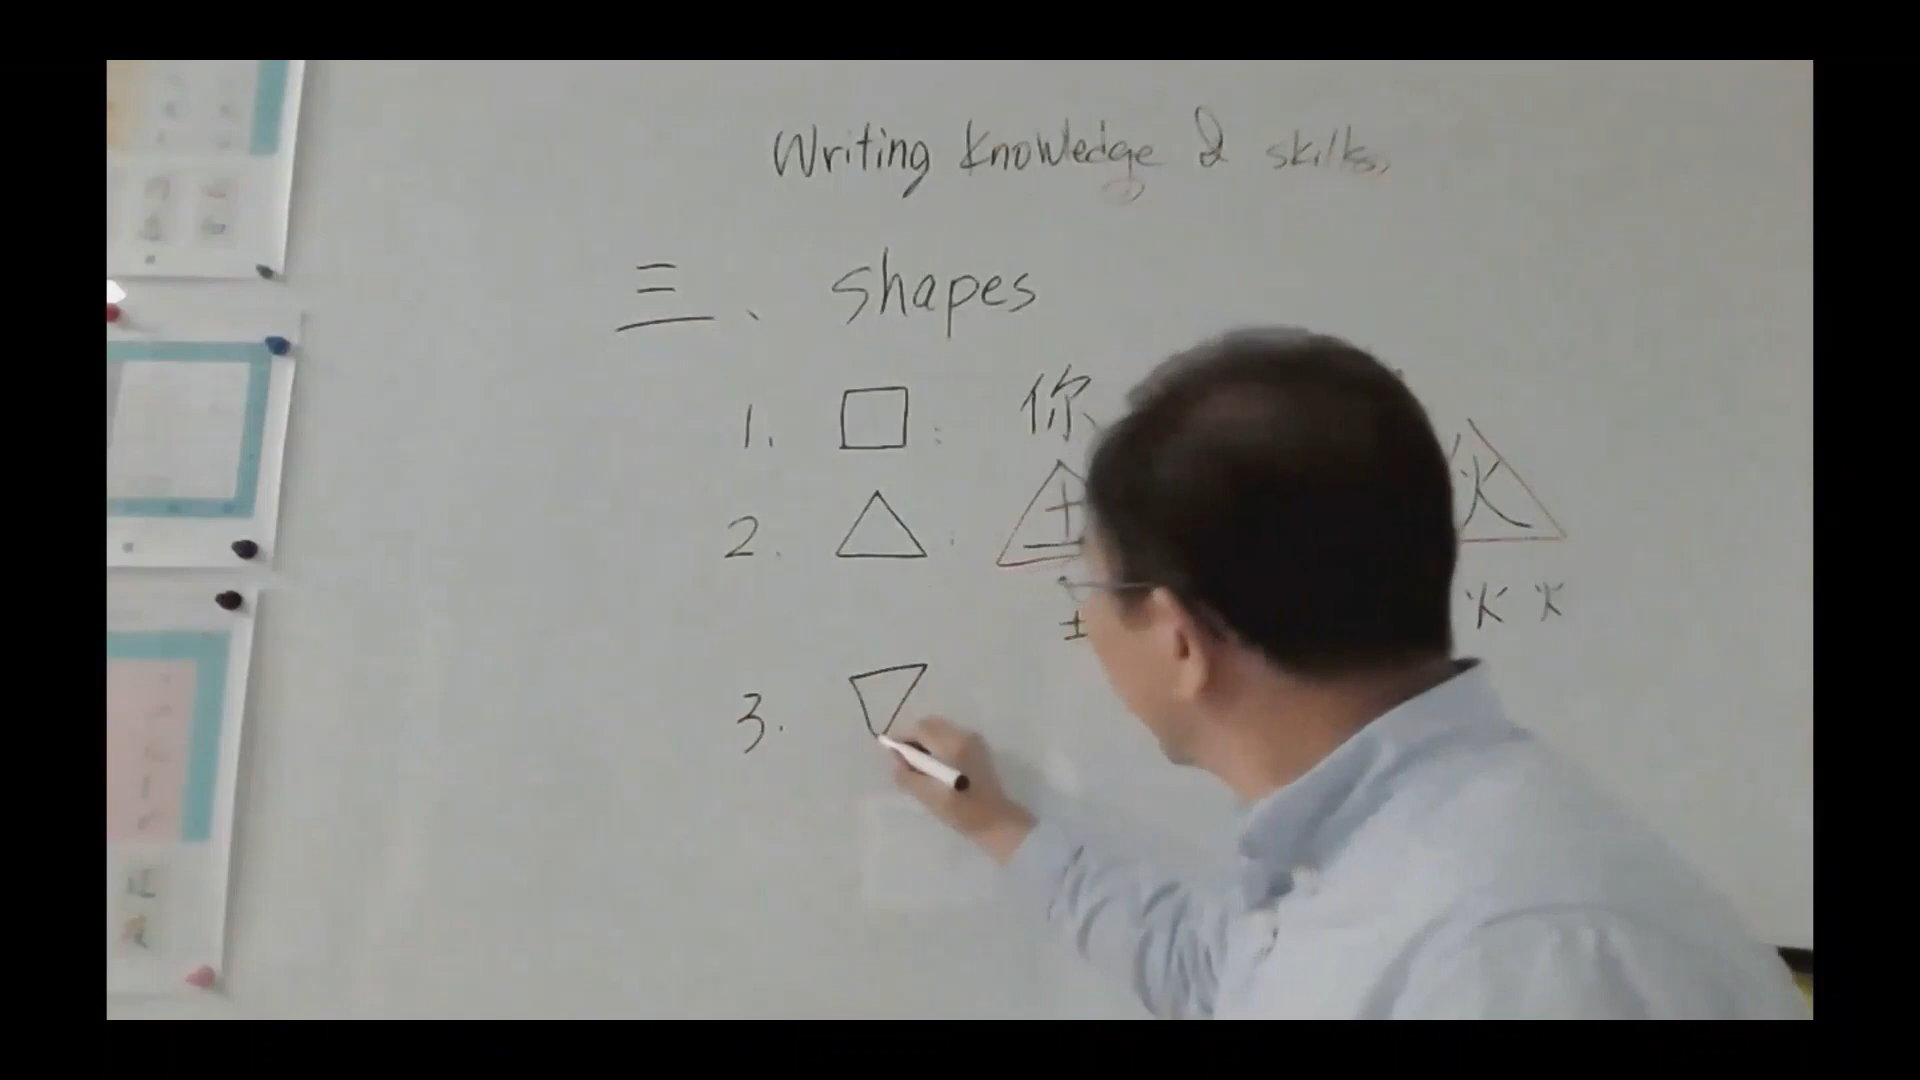 Writing knowledge & skills,
三、 shapes
1. □: 你
2. △: 土 火
土 火 火
3. ▽